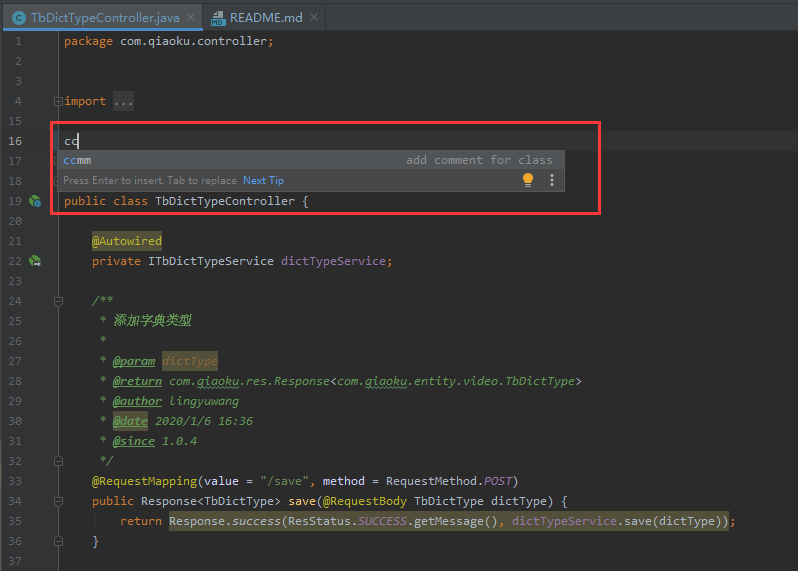 TbDictTypeController.java
README.md
1 package com.qiaoku.controller;
2
3
4 import ...
15
16 cc
17 ccmm add comment for class
18 Press Enter to insert, Tab to replace Next Tip
19 public class TbDictTypeController {
20
21 @Autowired
22 private ITbDictTypeService dictTypeService;
23
24 /**
25 * 添加字典类型
26 *
27 * @param dictType
28 * @return com.qiaoku.res.Response<com.qiaoku.entity.video.TbDictType>
29 * @author lingyuwang
30 * @date 2020/1/6 16:36
31 * @since 1.0.4
32 */
33 @RequestMapping(value = "/save", method = RequestMethod.POST)
34 public Response<TbDictType> save(@RequestBody TbDictType dictType) {
35 return Response.success(ResStatus.SUCCESS.getMessage(), dictTypeService.save(dictType));
36 }
37